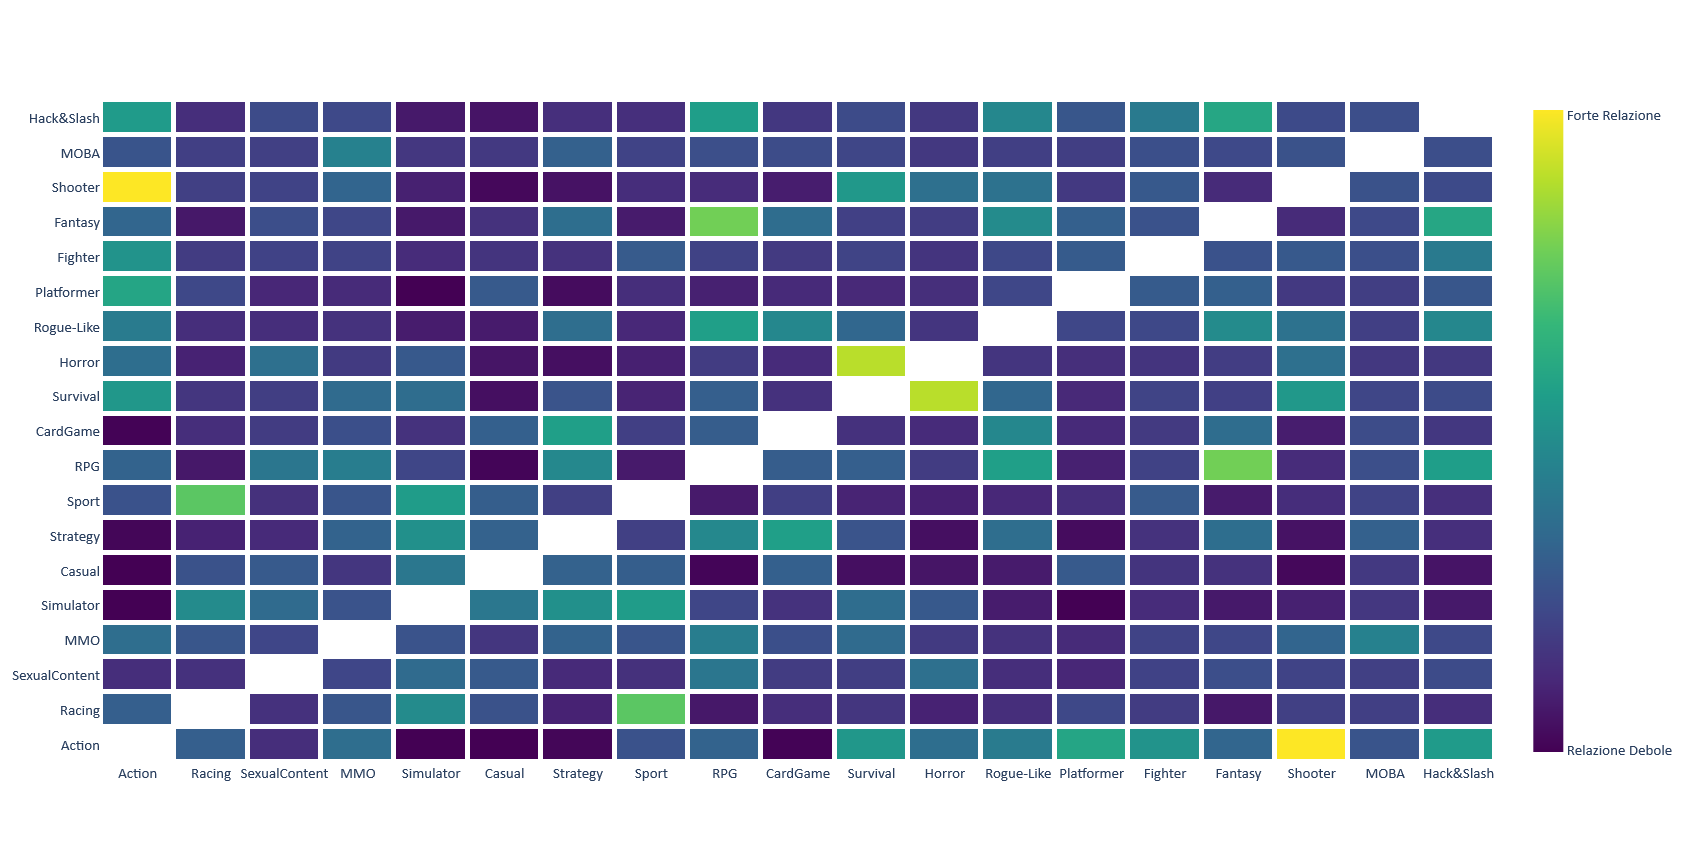 Hack&Slash
MOBA
Shooter
Fantasy
Fighter
Platformer
Rogue-Like
Horror
Survival
CardGame
RPG
Sport
Strategy
Casual
Simulator
MMO
SexualContent
Racing
Action
Action Racing SexualContent MMO Simulator Casual Strategy Sport RPG CardGame Survival Horror Rogue-Like Platformer Fighter Fantasy Shooter MOBA Hack&Slash
Forte Relazione
Relazione Debole